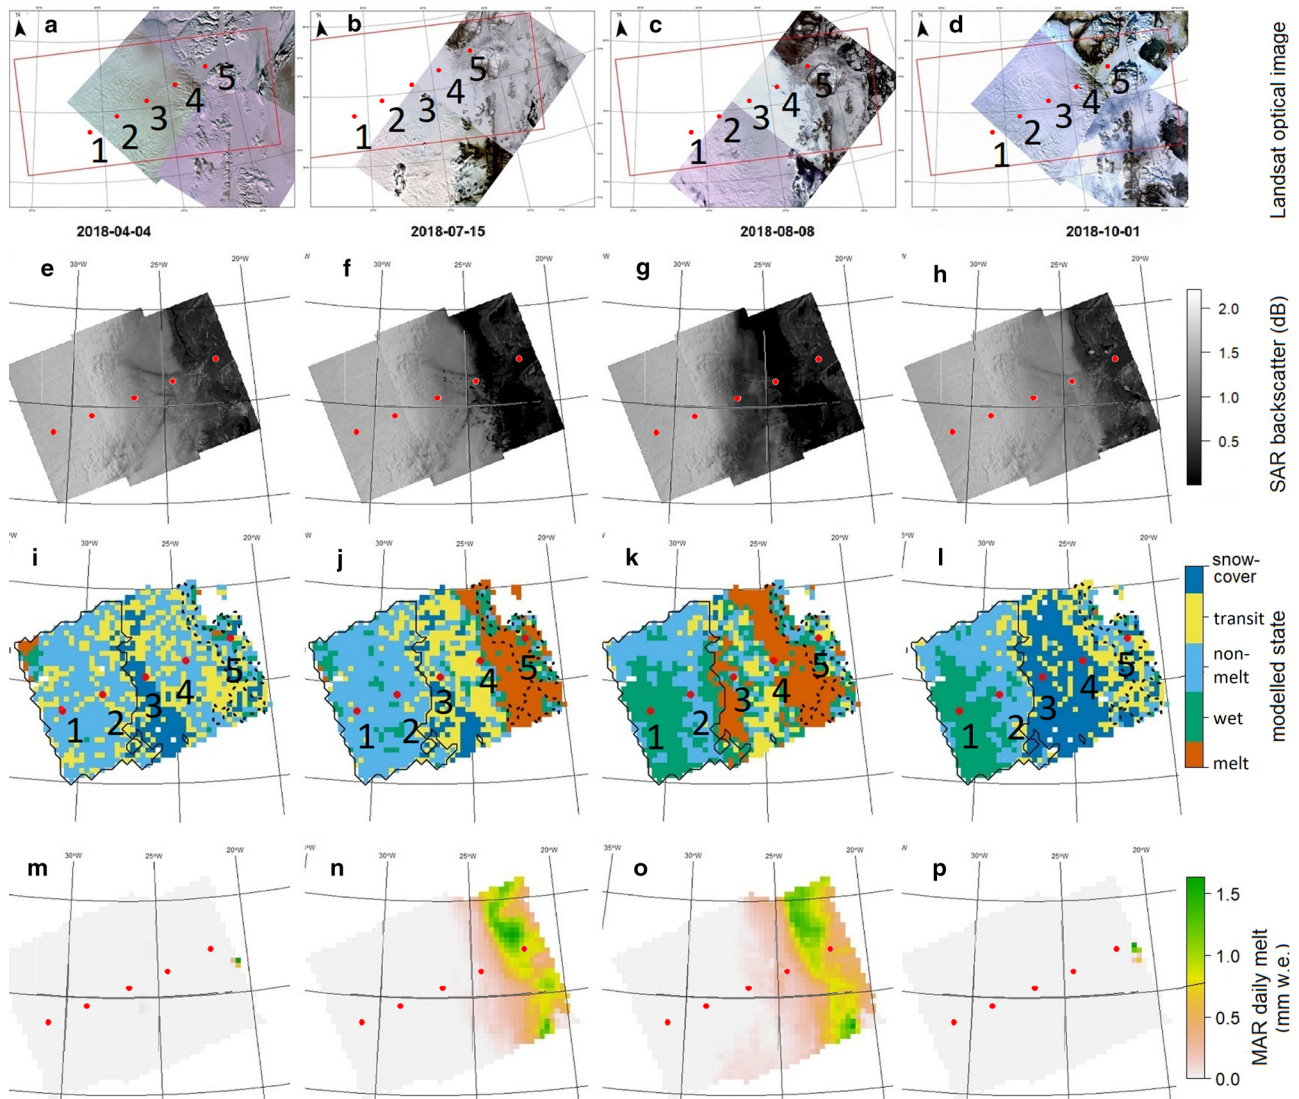 a b c d
N N N N
1 2 3 4 5
1 2 3 4 5
1 2 3 4 5
1 2 3 4 5
Landsat optical image
2018-04-04 2018-07-15 2018-08-08 2018-10-01
e f g h
30°W 25°W 20°W
30°W 25°W 20°W
30°W 25°W 20°W
30°W 25°W 20°W
2.0
1.5
1.0
0.5
SAR backscatter (dB)
i j k l
30°W 25°W 20°W
30°W 25°W 20°W
30°W 25°W 20°W
30°W 25°W 20°W
1 2 3 4 5
1 2 3 4 5
1 2 3 4 5
1 2 3 4 5
snow-
cover
transit
non-
melt
wet
melt
modelled state
m n o p
30°W 25°W 20°W
30°W 25°W 20°W
35°W 30°W 25°W 20°W
30°W 25°W 20°W
1.5
1.0
0.5
0.0
MAR daily melt
(mm w.e.)